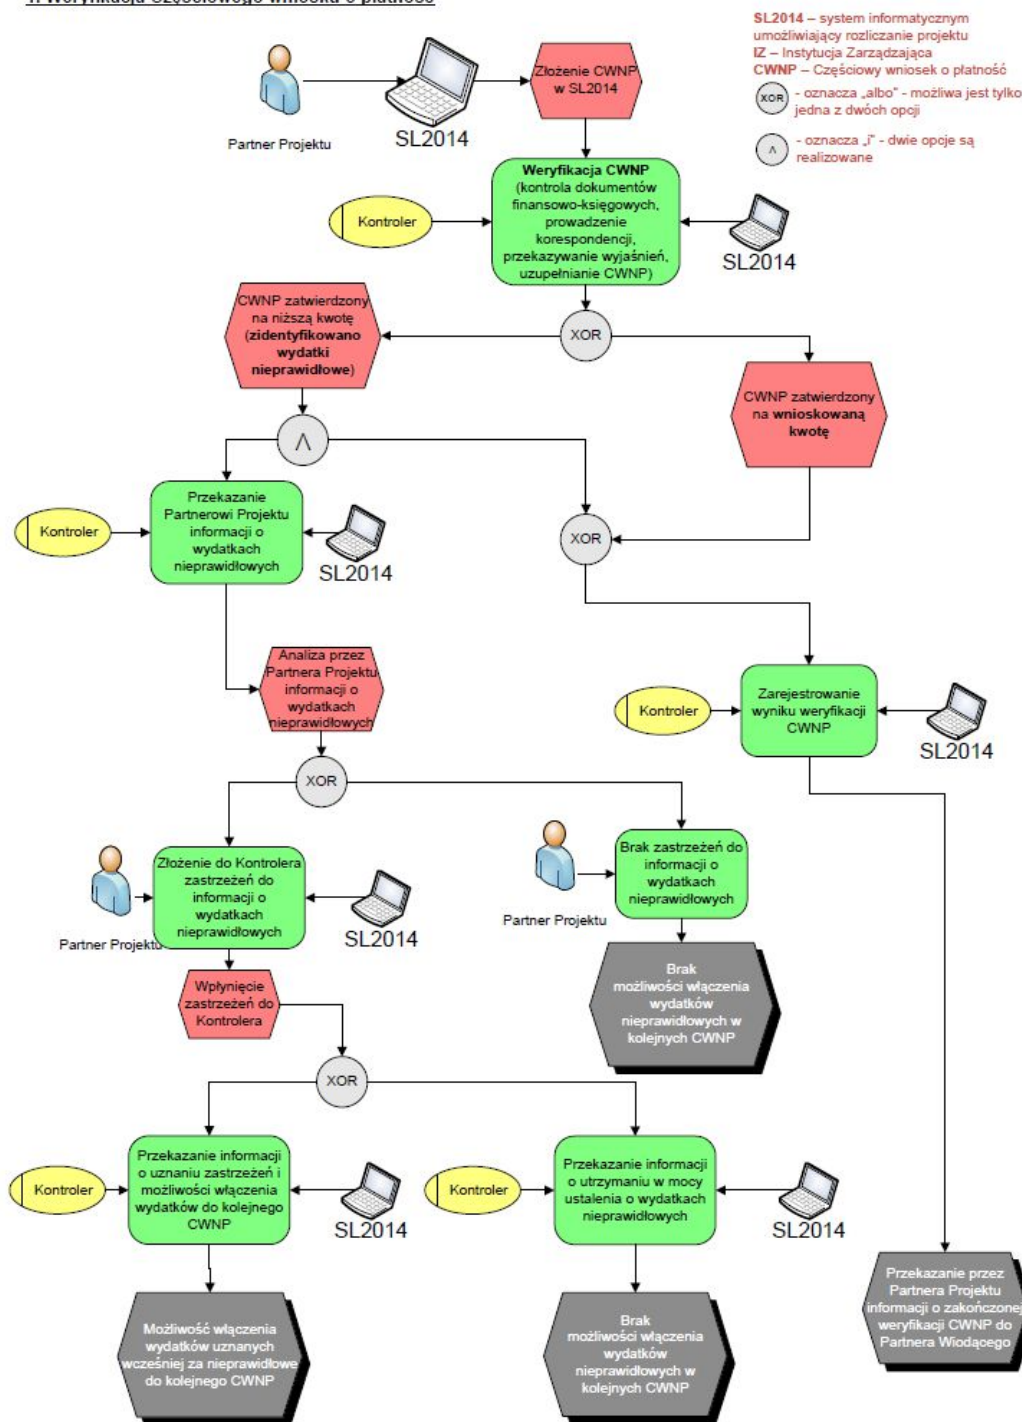 1. Weryfikacja Częściowego wniosku o płatność
SL2014 – system informatycznym
umożliwiający rozliczanie projektu
IZ – Instytucja Zarządzająca
CWNP – Częściowy wniosek o płatność
XOR
- oznacza „albo" - możliwa jest tylko
jedna z dwóch opcji
Λ
- oznacza „i" - dwie opcje są
realizowane
Partner Projektu
SL2014
Złożenie CWNP
w SL2014
Kontroler
Weryfikacja CWNP
(kontrola dokumentów
finansowo-księgowych,
prowadzenie
korespondencji,
przekazywanie wyjaśnień,
uzupełnianie CWNP)
SL2014
CWNP zatwierdzony
na niższą kwotę
(zidentyfikowano
wydatki
nieprawidłowe)
XOR
CWNP zatwierdzony
na wnioskowaną
kwotę
Λ
Kontroler
Przekazanie
Partnerowi Projektu
informacji o
wydatkach
nieprawidłowych
SL2014
XOR
Analiza przez
Partnera Projektu
informacji o
wydatkach
nieprawidłowych
Kontroler
Zarejestrowanie
wyniku weryfikacji
CWNP
SL2014
XOR
Partner Projektu
Złożenie do Kontrolera
zastrzeżeń do
informacji o
wydatkach
nieprawidłowych
SL2014
Partner Projektu
Brak zastrzeżeń do
informacji o
wydatkach
nieprawidłowych
Wpłynięcie
zastrzeżeń do
Kontrolera
Brak
możliwości włączenia
wydatków
nieprawidłowych w
kolejnych CWNP
XOR
Kontroler
Przekazanie informacji
o uznaniu zastrzeżeń i
możliwości włączenia
wydatków do kolejnego
CWNP
SL2014
Kontroler
Przekazanie informacji
o utrzymaniu w mocy
ustalenia o wydatkach
nieprawidłowych
SL2014
Możliwość włączenia
wydatków uznanych
wcześniej za nieprawidłowe
do kolejnego CWNP
Brak
możliwości włączenia
wydatków
nieprawidłowych w
kolejnych CWNP
Przekazanie przez
Partnera Projektu
informacji o zakończonej
weryfikacji CWNP do
Partnera Wiodącego